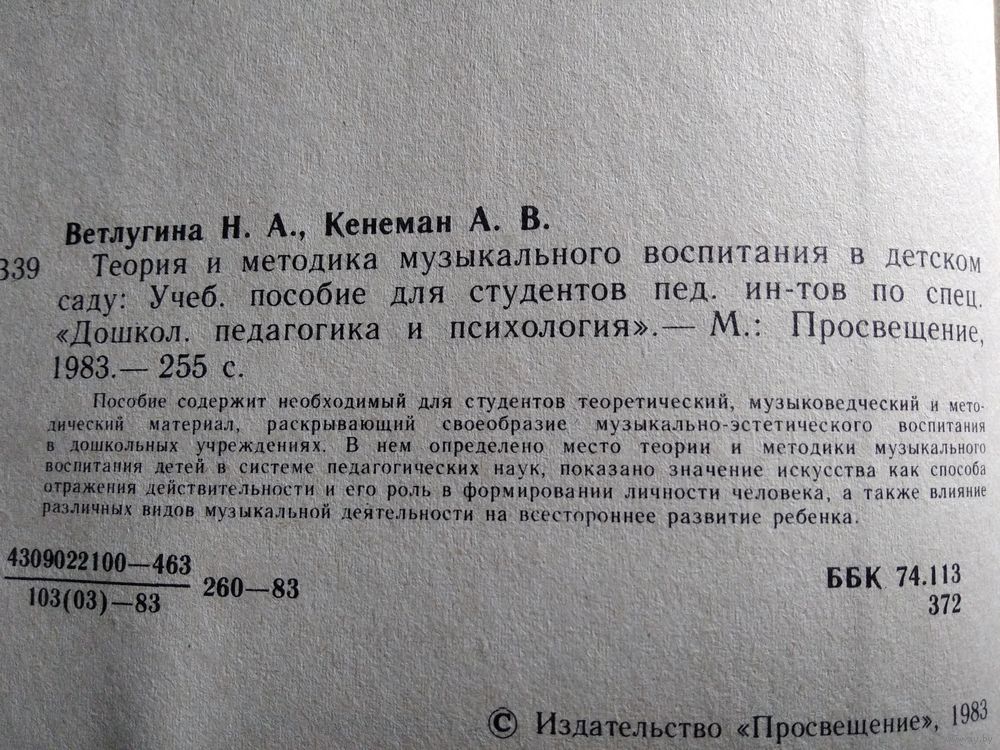 Ветлугина Н. А., Кенеман А. В.
339 Теория и методика музыкального воспитания в детском
саду: Учеб. пособие для студентов пед. ин-тов по спец.
«Дошкол. педагогика и психология».— М.: Просвещение,
1983.— 255 с.
Пособие содержит необходимый для студентов теоретический, музыковедческий и мето-
дический материал, раскрывающий своеобразие музыкально-эстетического воспитания
в дошкольных учреждениях. В нем определено место теории и методики музыкального
воспитания детей в системе педагогических наук, показано значение искусства как способа
отражения действительности и его роль в формировании личности человека, а также влияние
различных видов музыкальной деятельности на всестороннее развитие ребенка.
4309022100—463
103(03)—83
260—83
ББК 74.113
372
© Издательство «Просвещение», 1983